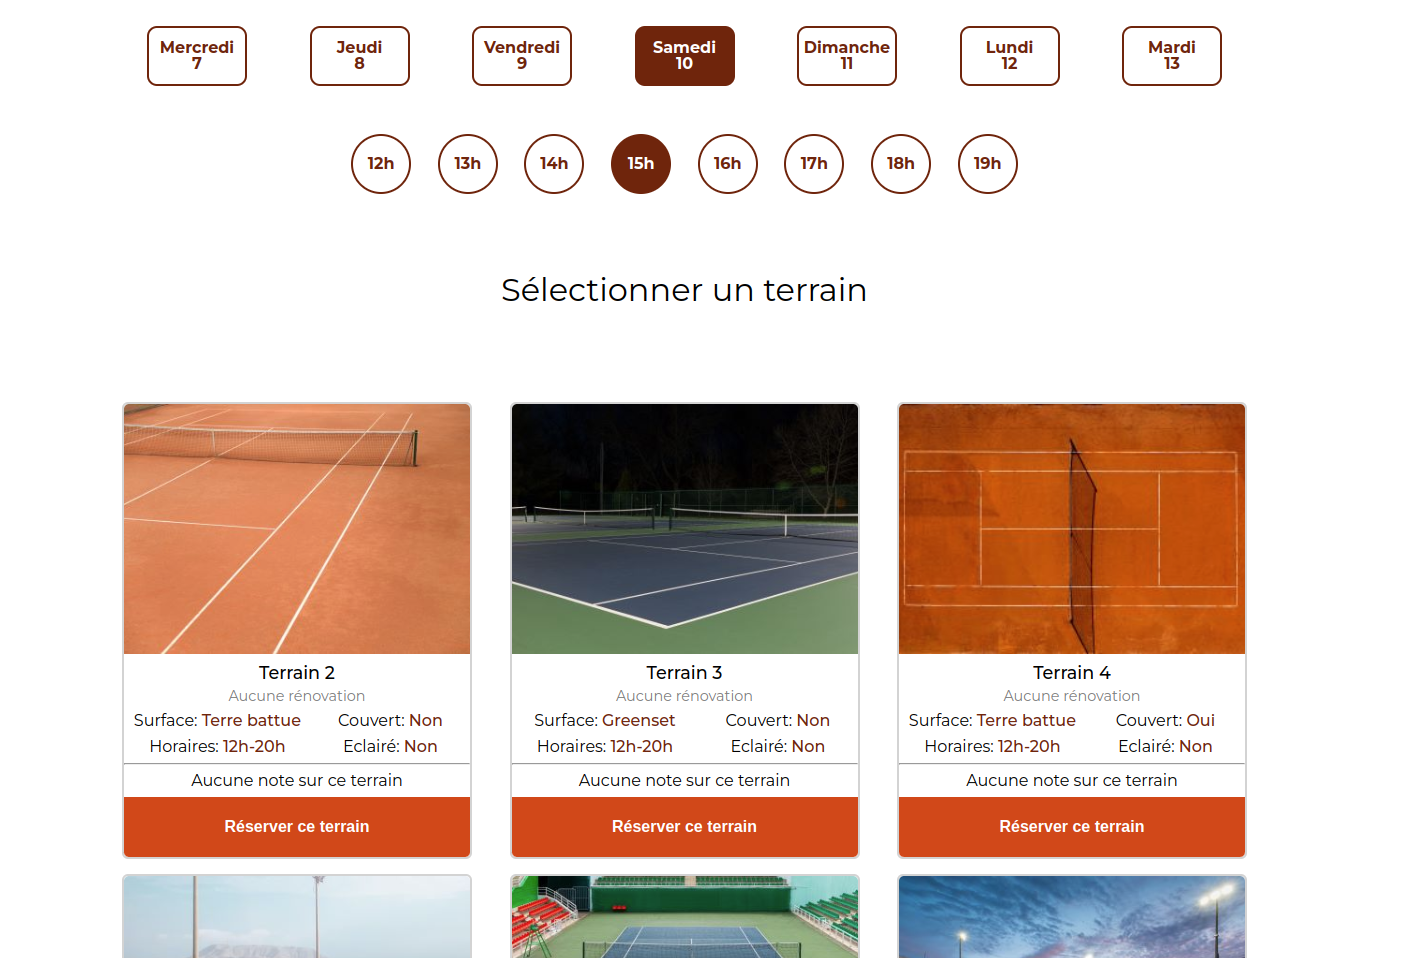 Mercredi
7
Jeudi
8
Vendredi
9
Samedi
10
Dimanche
11
Lundi
12
Mardi
13
12h
13h
14h
15h
16h
17h
18h
19h
Sélectionner un terrain
Terrain 2
Aucune rénovation
Surface: Terre battue
Couvert: Non
Horaires: 12h-20h
Eclairé: Non
Aucune note sur ce terrain
Réserver ce terrain
Terrain 3
Aucune rénovation
Surface: Greenset
Couvert: Non
Horaires: 12h-20h
Eclairé: Non
Aucune note sur ce terrain
Réserver ce terrain
Terrain 4
Aucune rénovation
Surface: Terre battue
Couvert: Oui
Horaires: 12h-20h
Eclairé: Non
Aucune note sur ce terrain
Réserver ce terrain